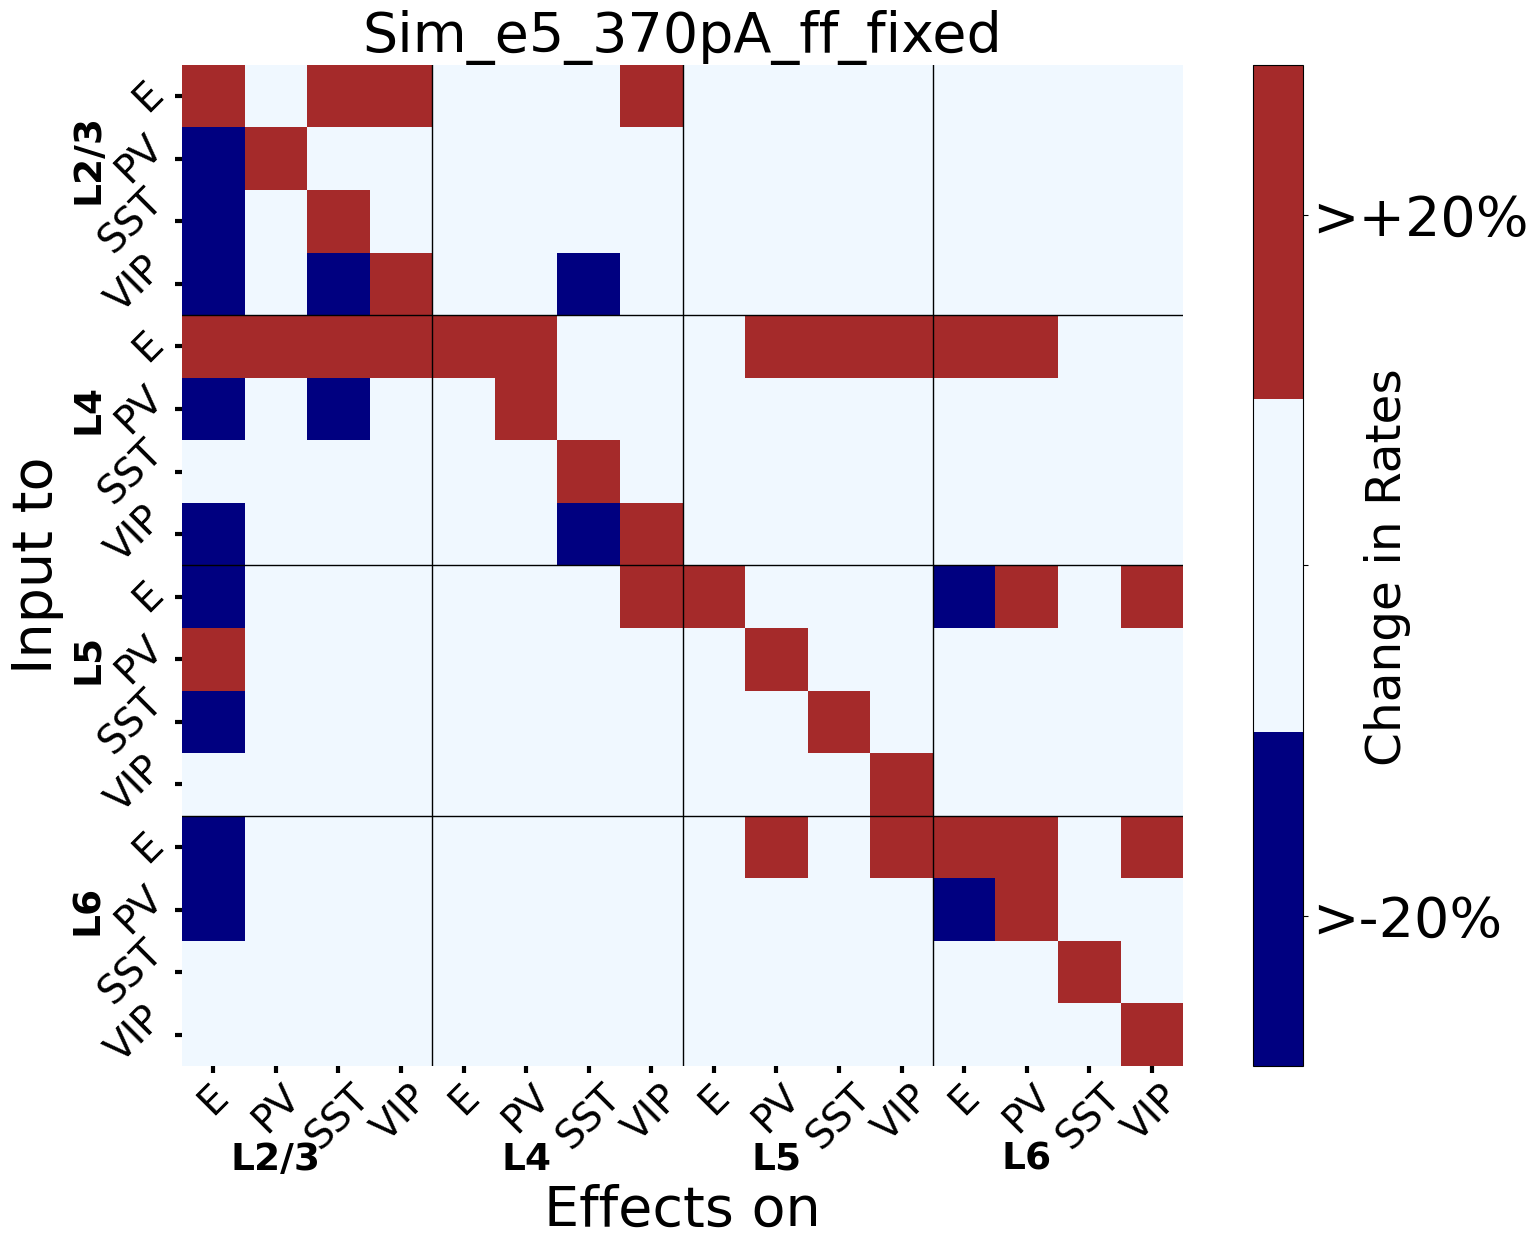 Sim_e5_370pA_ff_fixed
Input to
L2/3
E
PV
SST
VIP
L4
E
PV
SST
VIP
L5
E
PV
SST
VIP
L6
E
PV
SST
VIP
E PV SST VIP E PV SST VIP E PV SST VIP E PV SST VIP
L2/3 L4 L5 L6
Effects on
>+20%
>-20%
Change in Rates